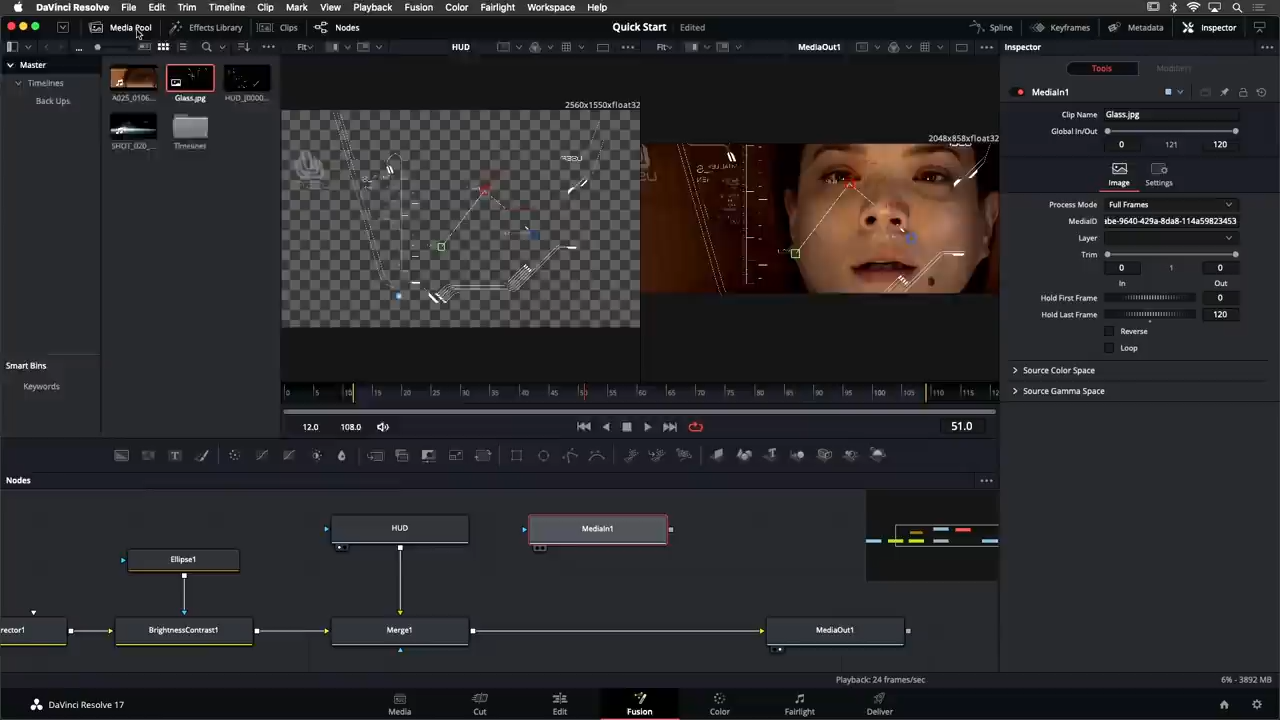 DaVinci Resolve File Edit Trim Timeline Clip Mark View Playback Fusion Color Fairlight Workspace Help
Media Pool Effects Library Clips Nodes Quick Start Edited Spline Keyframes Metadata Inspector
Fit HUD Fit MediaOut1 Inspector
Master
Timelines
Back Ups
A025_0106... Glass.jpg HUD_[0000...
SHOT_020_... Timelines
Smart Bins
Keywords
2560x1550xfloat32
2048x858xfloat32
Tools Modifiers
MediaIn1
Clip Name Glass.jpg
Global In/Out
0 121 120
Image Settings
Process Mode Full Frames
MediaID abe-9640-429a-8da8-114a59823453
Layer
Trim
0 1 0
In Out
Hold First Frame 0
Hold Last Frame 120
Reverse
Loop
Source Color Space
Source Gamma Space
0 5 10 15 20 25 30 35 40 45 50 55 60 65 70 75 80 85 90 95 100 105 110 115 12
12.0 108.0 51.0
Nodes
HUD
MediaIn1
Ellipse1
rector1
BrightnessContrast1
Merge1
MediaOut1
Playback: 24 frames/sec 6% - 3892 MB
DaVinci Resolve 17
Media Cut Edit Fusion Color Fairlight Deliver